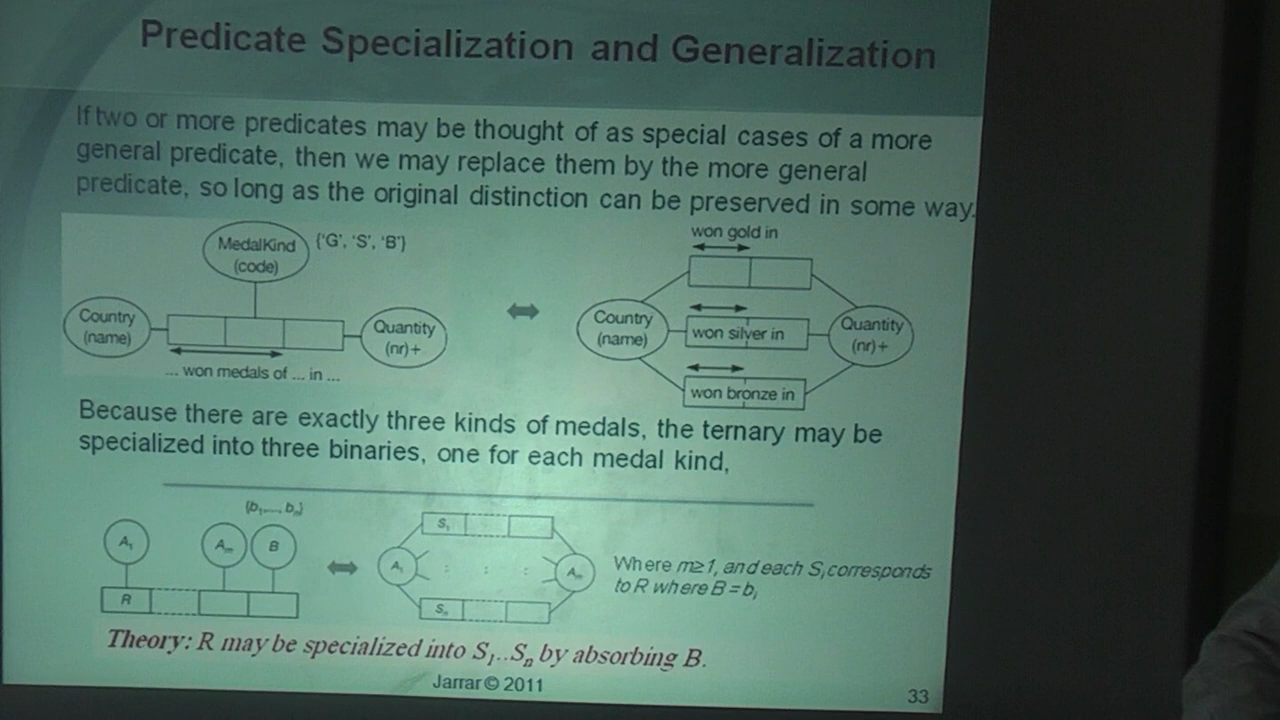 Predicate Specialization and Generalization
If two or more predicates may be thought of as special cases of a more
general predicate, then we may replace them by the more general
predicate, so long as the original distinction can be preserved in some way.
MedalKind
(code)
{'G', 'S', 'B'}
Country
(name)
Quantity
(nr)+
... won medals of ... in ...
won gold in
Country
(name)
won silver in
Quantity
(nr)+
won bronze in
Because there are exactly three kinds of medals, the ternary may be
specialized into three binaries, one for each medal kind,
{b₁,..., bₙ}
A₁
Aₘ
B
R
S₁
A₁
: : :
Aₘ
Sₙ
Where m≥1, and each Sᵢ corresponds
to R where B = bᵢ
Theory: R may be specialized into S₁..Sₙ by absorbing B.
Jarrar © 2011
33